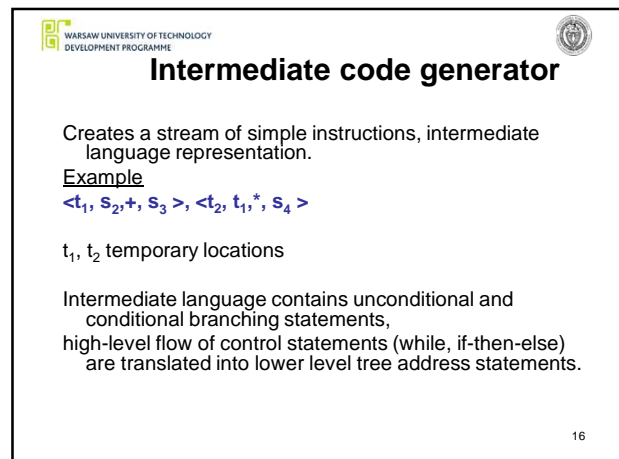 WARSAW UNIVERSITY OF TECHNOLOGY
DEVELOPMENT PROGRAMME
Intermediate code generator
Creates a stream of simple instructions, intermediate
language representation.
Example
<t₁, s₂,+, s₃ >, <t₂, t₁,*, s₄ >
t₁, t₂ temporary locations
Intermediate language contains unconditional and
conditional branching statements,
high-level flow of control statements (while, if-then-else)
are translated into lower level tree address statements.
16